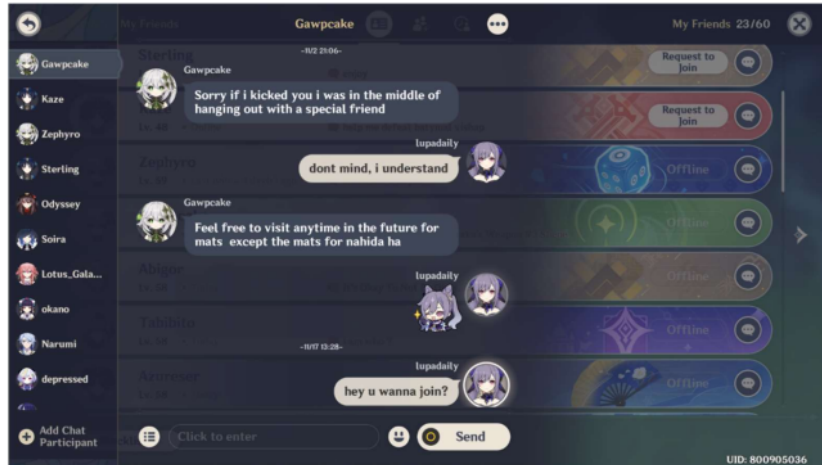 My Friends
Gawpcake
My Friends 23/60
Gawpcake
Kaze
Zephyro
Sterling
Odyssey
Soira
Lotus_Gala...
okano
Narumi
depressed
Add Chat
Participant
Sterling
-11/2 21:06-
Gawpcake
Sorry if i kicked you i was in the middle of
hanging out with a special friend
lupadaily
dont mind, i understand
Gawpcake
Feel free to visit anytime in the future for
mats except the mats for nahida ha
lupadaily
-11/17 13:28-
lupadaily
hey u wanna join?
Click to enter
Send
Zephyro
Abigor
Tabibito
Request to
Join
Request to
Join
Offline
Offline
Offline
Offline
Offline
UID: 800905036